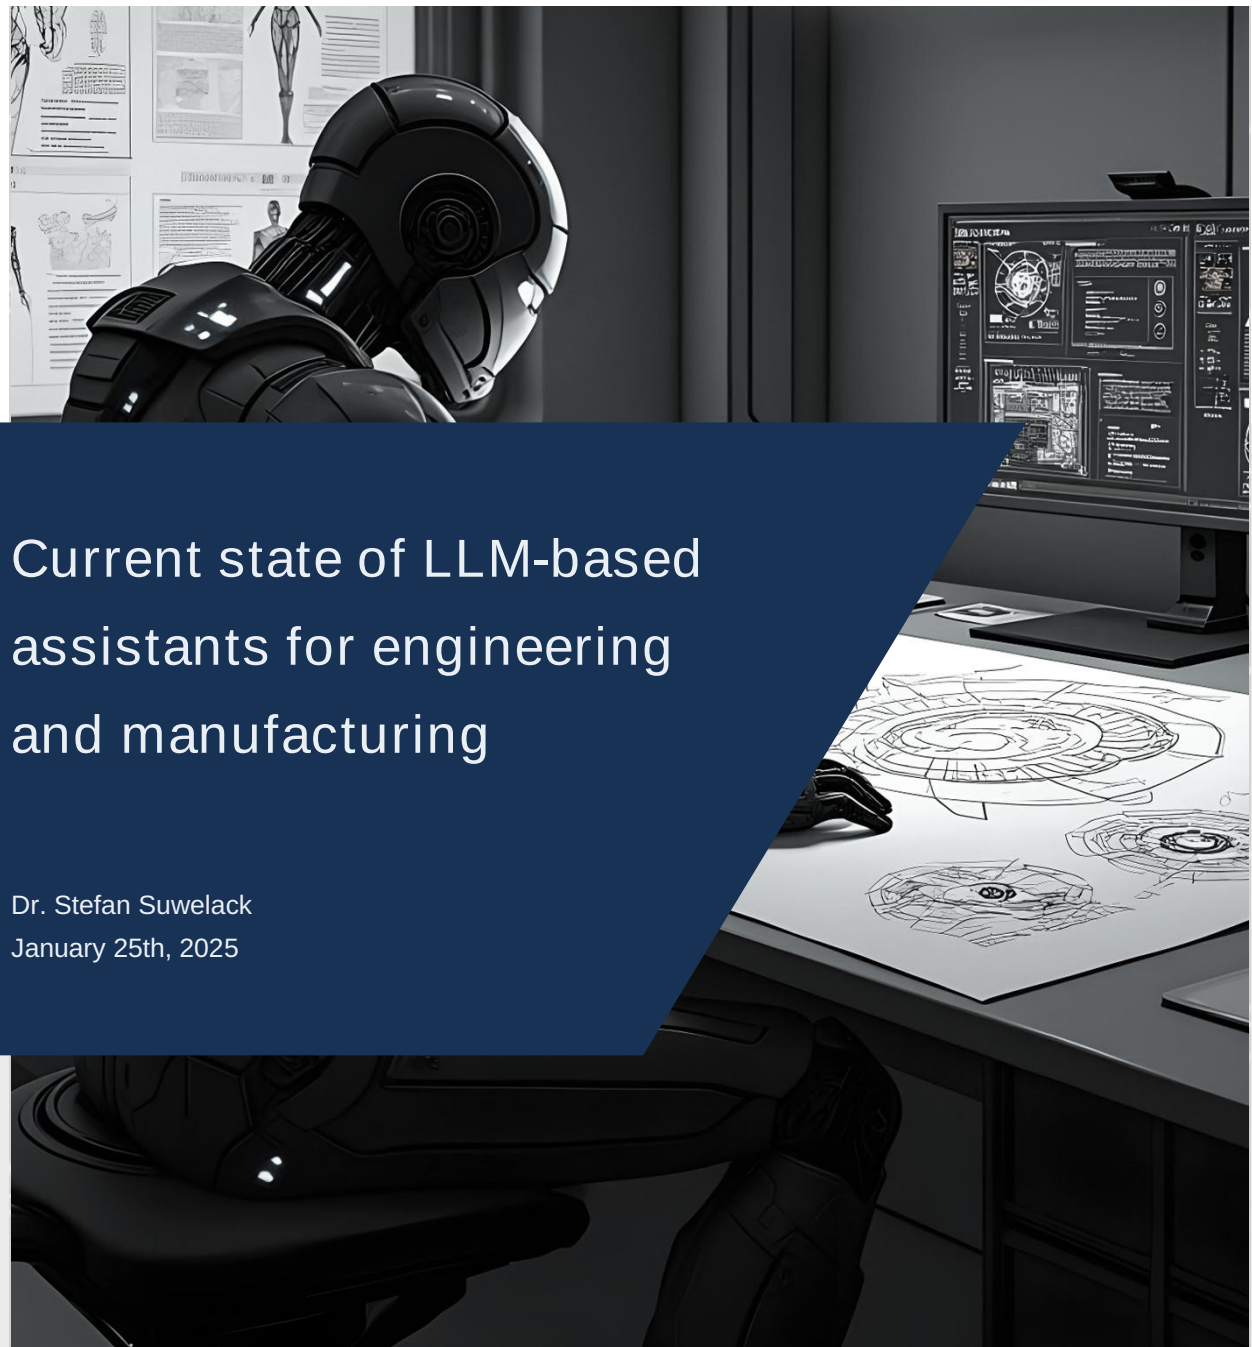 Current state of LLM-based
assistants for engineering
and manufacturing
Dr. Stefan Suwelack
January 25th, 2025